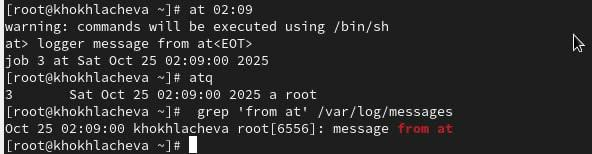 [root@khokhlacheva ~]# at 02:09
warning: commands will be executed using /bin/sh
at> logger message from at<EOT>
job 3 at Sat Oct 25 02:09:00 2025
[root@khokhlacheva ~]# atq
3       Sat Oct 25 02:09:00 2025 a root
[root@khokhlacheva ~]#  grep 'from at' /var/log/messages
Oct 25 02:09:00 khokhlacheva root[6556]: message from at
[root@khokhlacheva ~]#